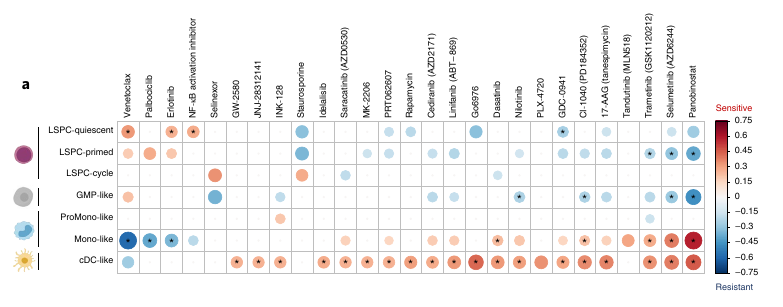 a
Venetoclax
Palbociclib
Erlotinib
NF-κB activation inhibitor
Selinexor
GW-2580
JNJ-28312141
INK-128
Staurosporine
Idelalisib
Saracatinib (AZD0530)
MK-2206
PRT062607
Rapamycin
Cediranib (AZD2171)
Linifanib (ABT−869)
Go6976
Dasatinib
Nilotinib
PLX-4720
GDC-0941
CI-1040 (PD184352)
17-AAG (tanespimycin)
Tandutinib (MLN518)
Trametinib (GSK1120212)
Selumetinib (AZD6244)
Panobinostat
LSPC-quiescent
LSPC-primed
LSPC-cycle
GMP-like
ProMono-like
Mono-like
cDC-like
Sensitive
0.75
0.6
0.45
0.3
0.15
0
−0.15
−0.3
−0.45
−0.6
−0.75
Resistant